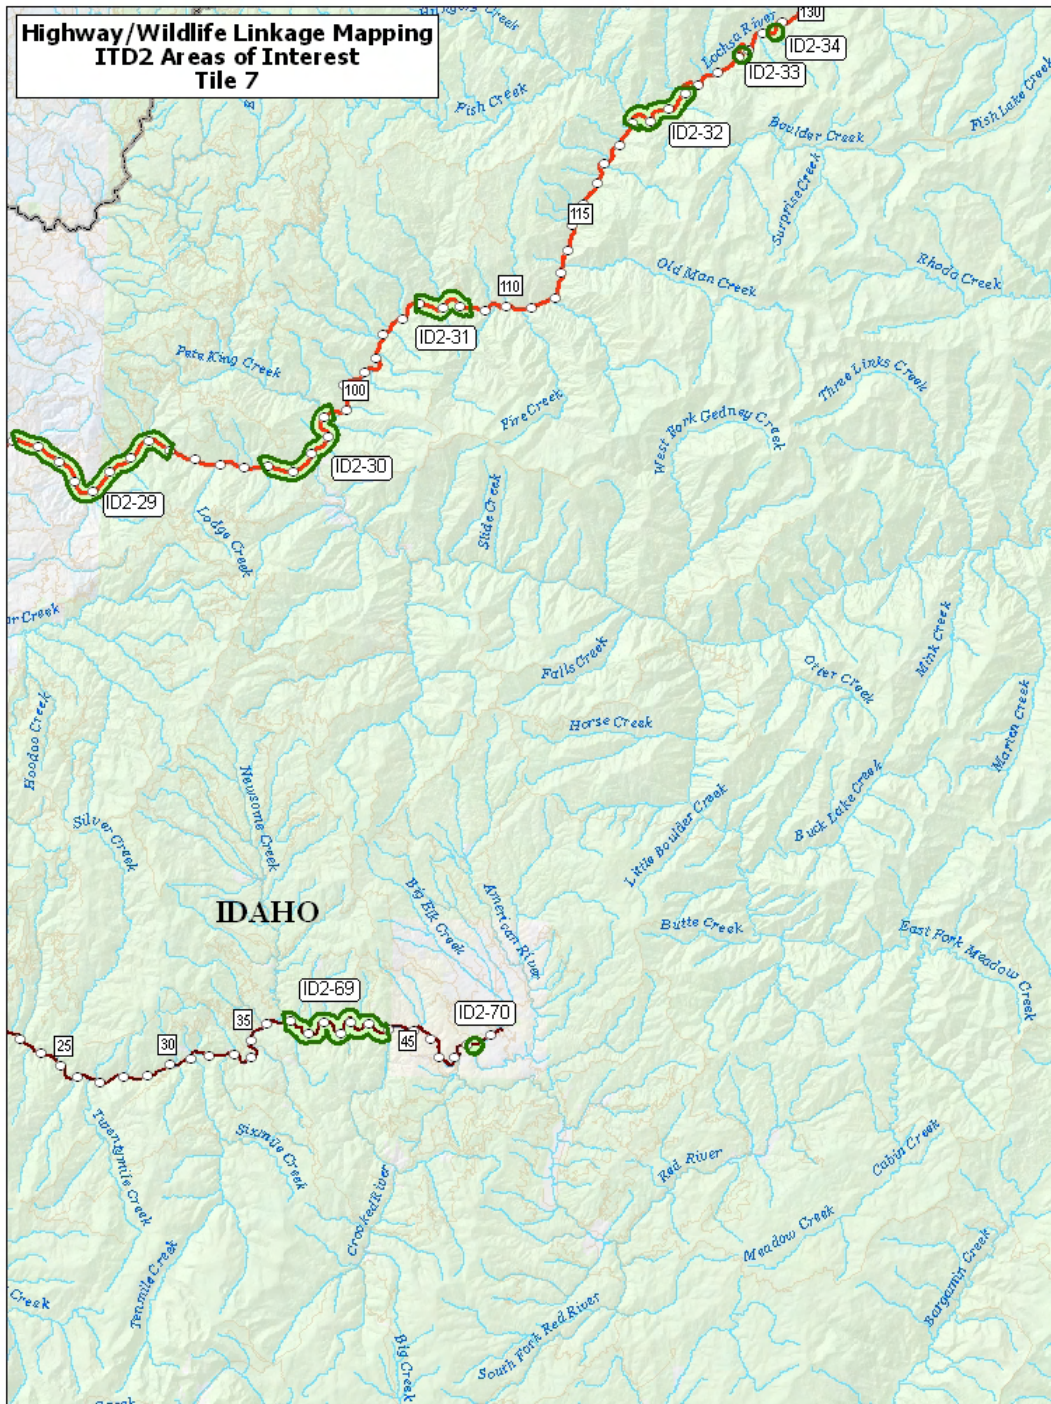 Highway/Wildlife Linkage Mapping
ITD2 Areas of Interest
Tile 7
130
Lochsa River
ID2-34
ID2-33
Fish Creek
Fish Lake Creek
ID2-32
Boulder Creek
Surprise Creek
115
Old Man Creek
Rhoda Creek
110
ID2-31
Pete King Creek
100
Three Links Creek
Fire Creek
West Fork Gedney Creek
ID2-30
ID2-29
Slide Creek
Lodge Creek
Creek
Mink Creek
Falls Creek
Otter Creek
Hoodoo Creek
Horse Creek
Marten Creek
Newsome Creek
Silver Creek
Buck Lake Creek
Little Boulder Creek
IDAHO
Big Elk Creek
American River
Butte Creek
East Fork Meadow Creek
ID2-69
ID2-70
35
25
30
45
Twentymile Creek
Sixmile Creek
Red River
Cabin Creek
Crooked River
Meadow Creek
Tenmile Creek
Bargamin Creek
Creek
South Fork Red River
Big Creek